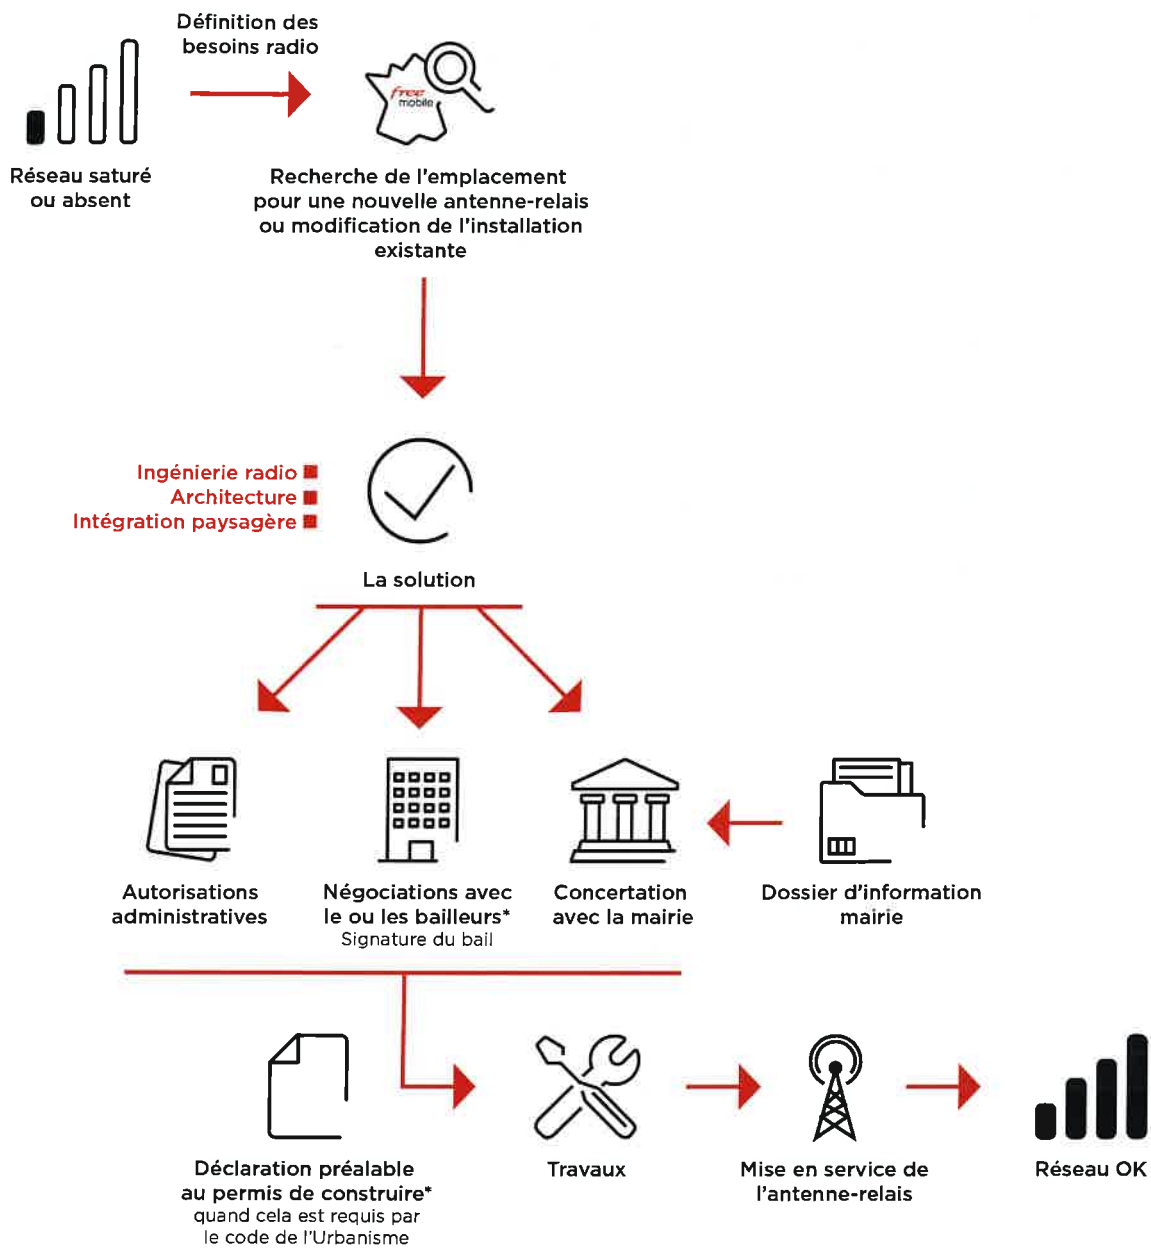 Définition des
besoins radio
free
mobile
Réseau saturé
ou absent
Recherche de l'emplacement
pour une nouvelle antenne-relais
ou modification de l'installation
existante
Ingénierie radio
Architecture
Intégration paysagère
La solution
Autorisations
administratives
Négociations avec
le ou les bailleurs*
Signature du bail
Concertation
avec la mairie
Dossier d'information
mairie
Déclaration préalable
au permis de construire*
quand cela est requis par
le code de l'Urbanisme
Travaux
Mise en service de
l'antenne-relais
Réseau OK